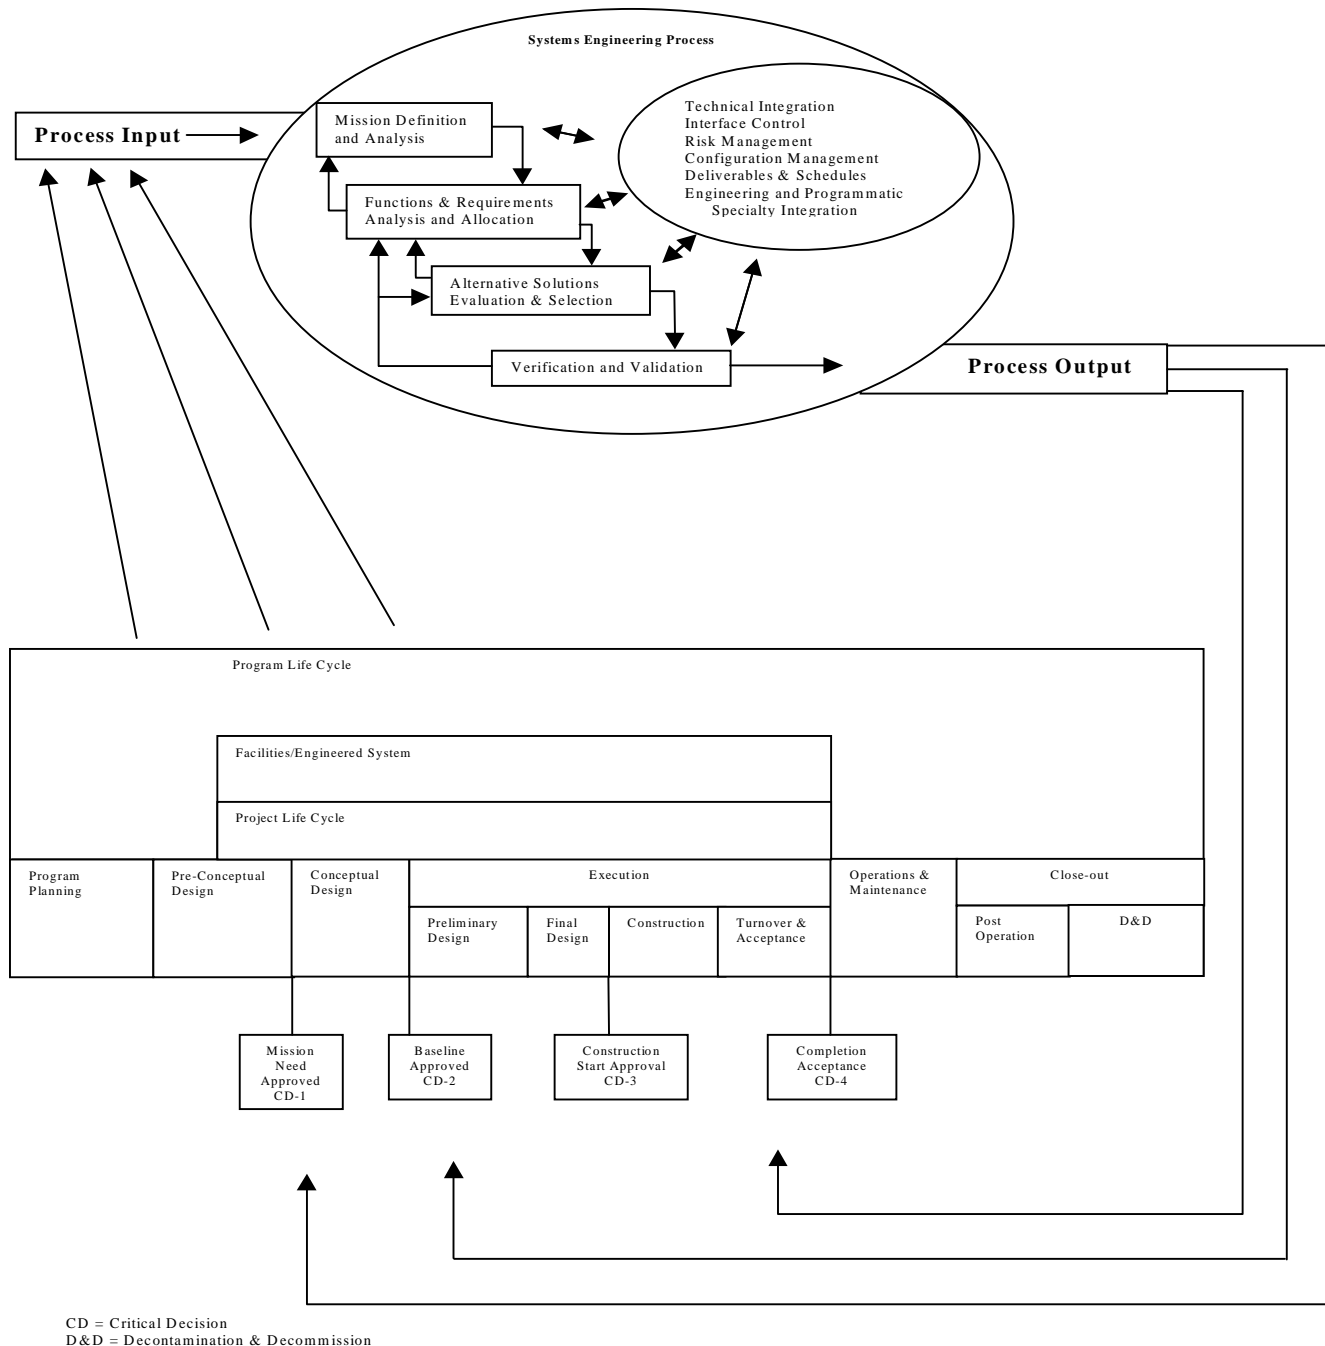 Systems Engineering Process
Process Input
Mission Definition
and Analysis
Technical Integration
Interface Control
Risk Management
Configuration Management
Deliverables & Schedules
Engineering and Programmatic
Specialty Integration
Functions & Requirements
Analysis and Allocation
Alternative Solutions
Evaluation & Selection
Verification and Validation
Process Output
Program Life Cycle
Facilities/Engineered System
Project Life Cycle
Program
Planning
Pre-Conceptual
Design
Conceptual
Design
Execution
Operations &
Maintenance
Close-out
Preliminary
Design
Final
Design
Construction
Turnover &
Acceptance
Post
Operation
D&D
Mission
Need
Approved
CD-1
Baseline
Approved
CD-2
Construction
Start Approval
CD-3
Completion
Acceptance
CD-4
CD = Critical Decision
D&D = Decontamination & Decommission